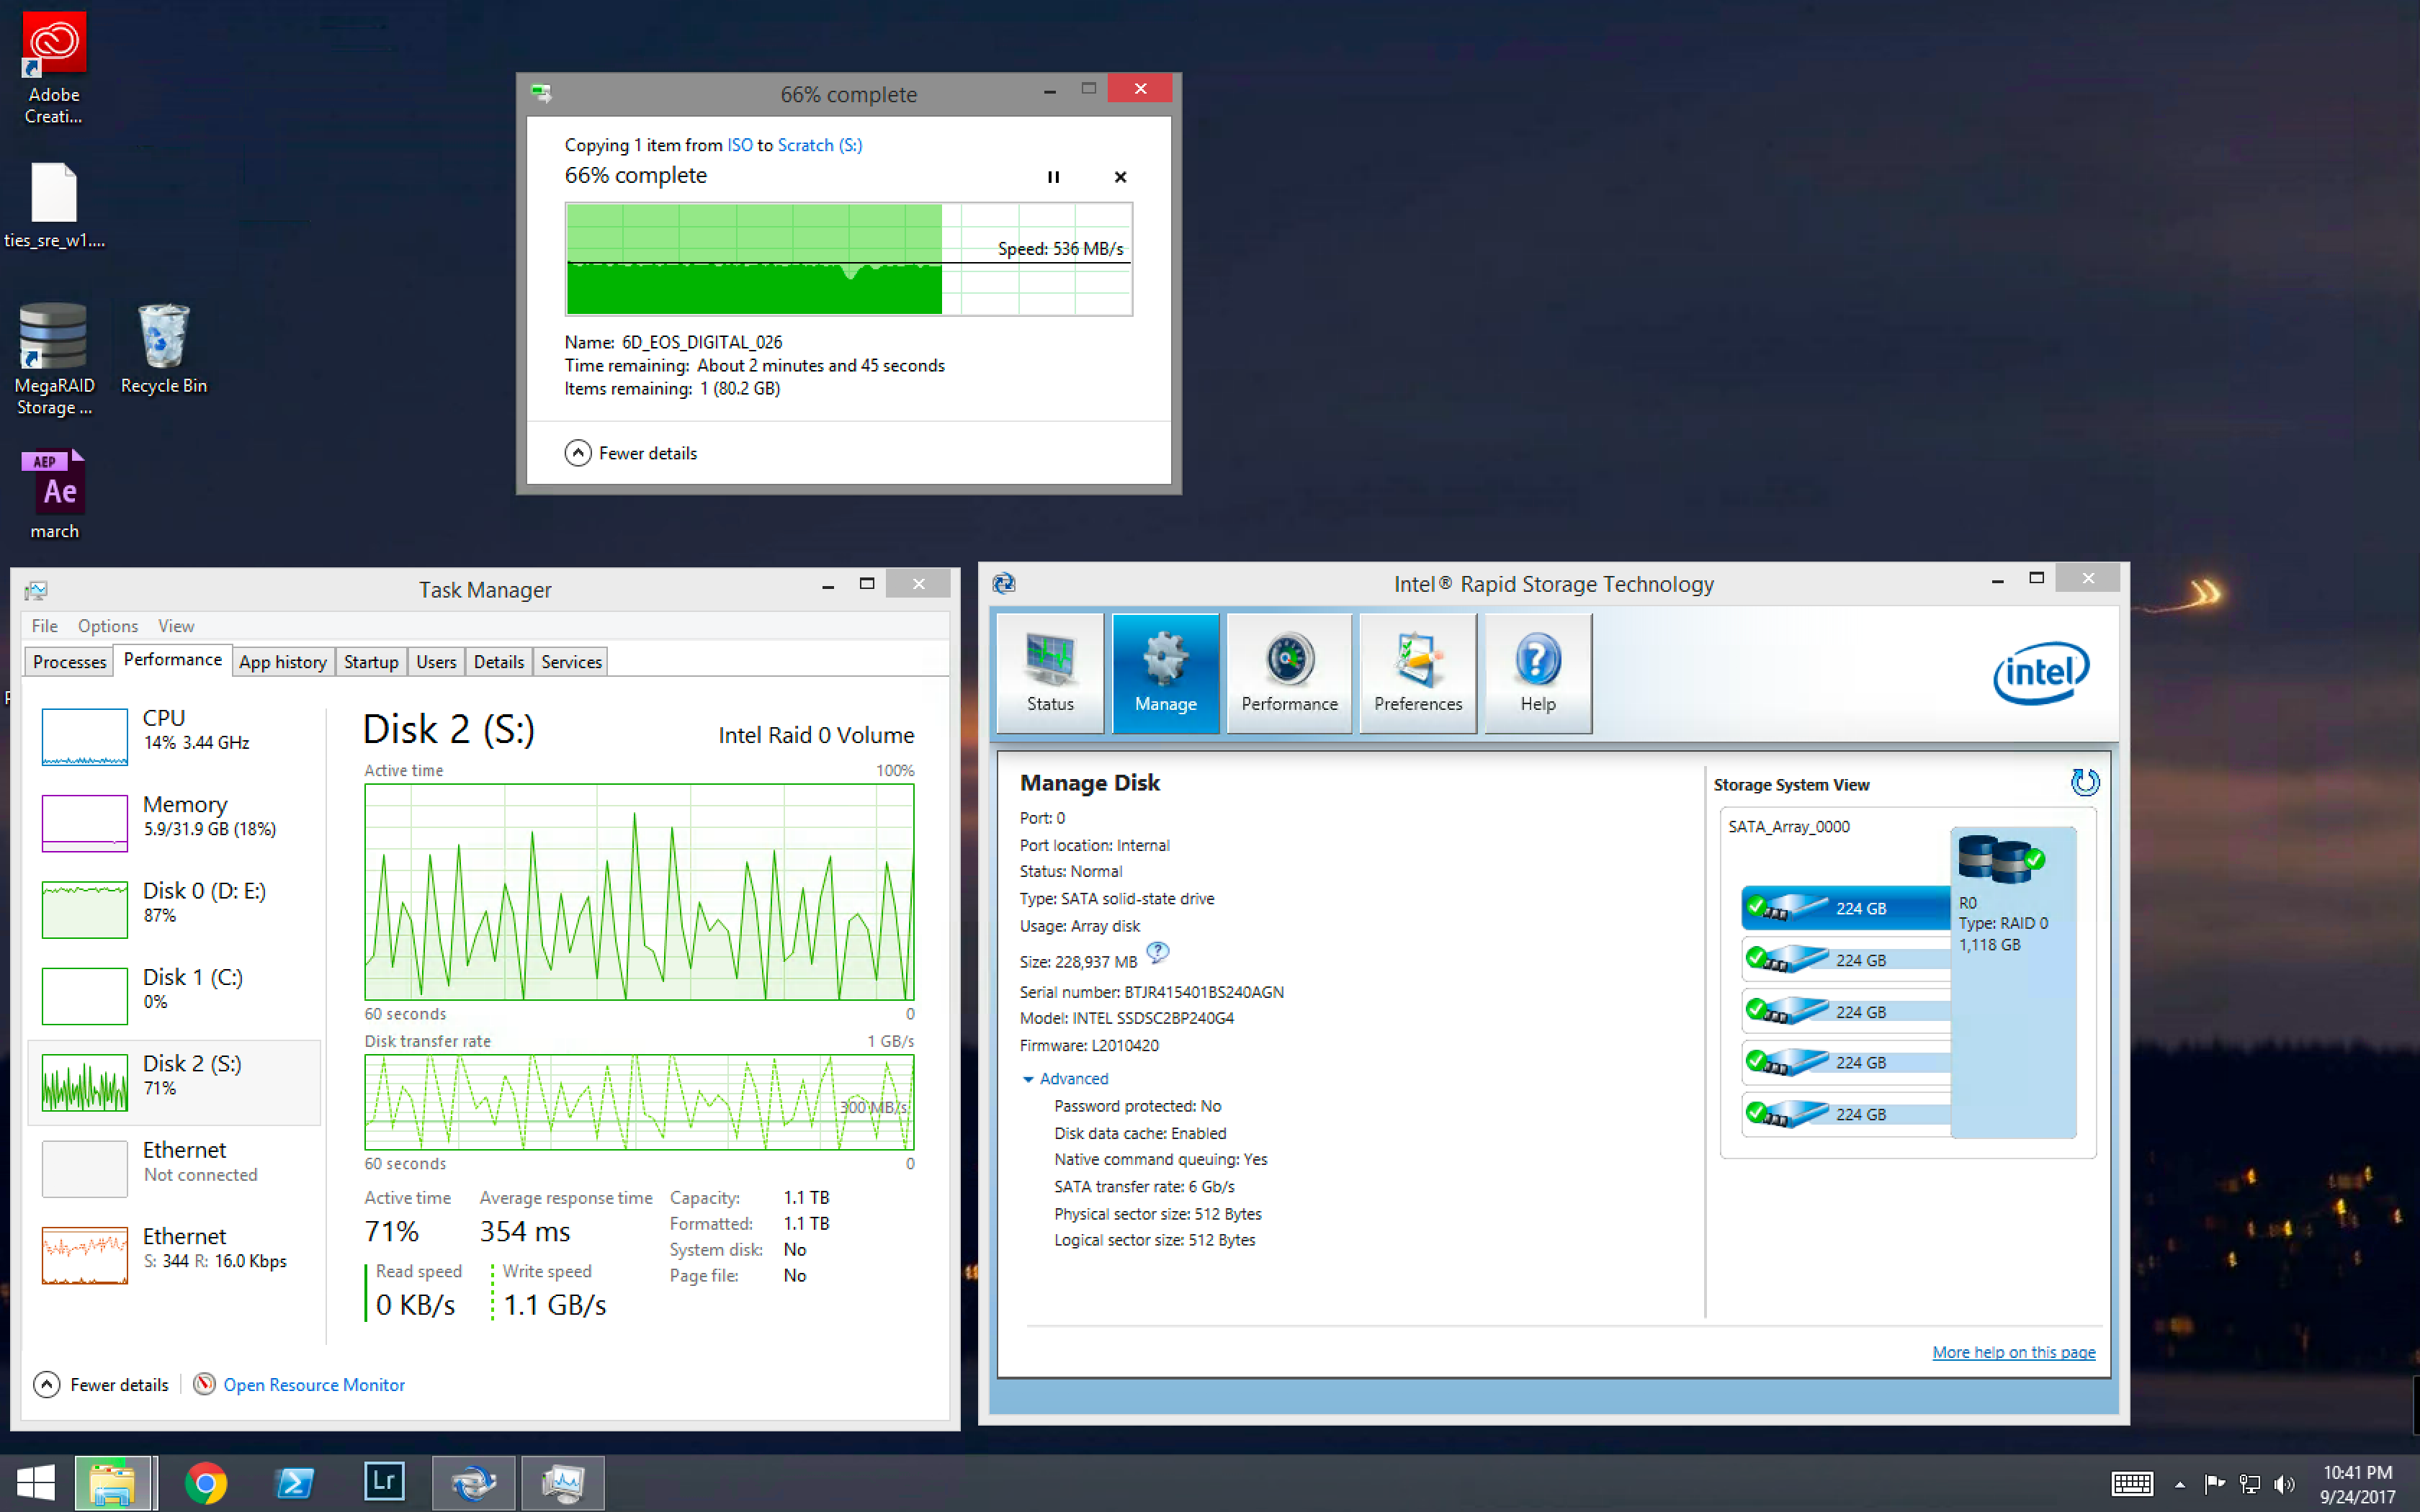 Adobe
Creati...
ties_sre_w1....
MegaRAID
Storage ...
Recycle Bin
AEP
Ae
march
66% complete
Copying 1 item from ISO to Scratch (S:)
66% complete
Speed: 536 MB/s
Name: 6D_EOS_DIGITAL_026
Time remaining: About 2 minutes and 45 seconds
Items remaining: 1 (80.2 GB)
Fewer details
Task Manager
File Options View
Processes Performance App history Startup Users Details Services
CPU
14% 3.44 GHz
Memory
5.9/31.9 GB (18%)
Disk 0 (D: E:)
87%
Disk 1 (C:)
0%
Disk 2 (S:)
71%
Ethernet
Not connected
Ethernet
S: 344 R: 16.0 Kbps
Disk 2 (S:)
Intel Raid 0 Volume
Active time 100%
60 seconds 0
Disk transfer rate 1 GB/s
300 MB/s
60 seconds 0
Active time
71%
Average response time
354 ms
Read speed
0 KB/s
Write speed
1.1 GB/s
Capacity: 1.1 TB
Formatted: 1.1 TB
System disk: No
Page file: No
Fewer details
Open Resource Monitor
Intel® Rapid Storage Technology
Status
Manage
Performance
Preferences
Help
intel
Manage Disk
Port: 0
Port location: Internal
Status: Normal
Type: SATA solid-state drive
Usage: Array disk
Size: 228,937 MB
Serial number: BTJR415401BS240AGN
Model: INTEL SSDSC2BP240G4
Firmware: L2010420
Advanced
Password protected: No
Disk data cache: Enabled
Native command queuing: Yes
SATA transfer rate: 6 Gb/s
Physical sector size: 512 Bytes
Logical sector size: 512 Bytes
Storage System View
SATA_Array_0000
224 GB
224 GB
224 GB
224 GB
224 GB
R0
Type: RAID 0
1,118 GB
More help on this page
Lr
10:41 PM
9/24/2017